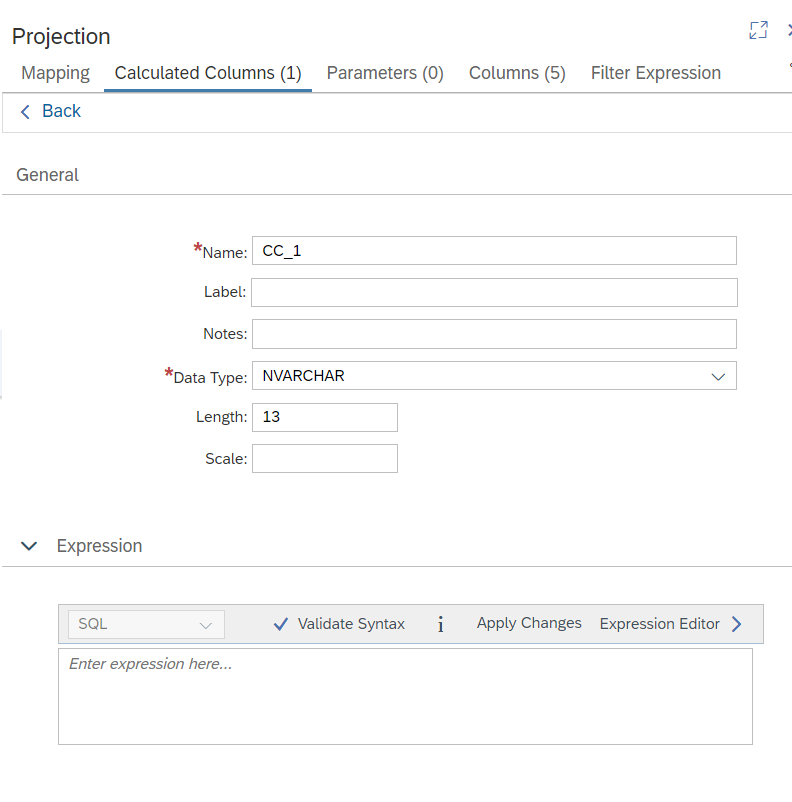 Projection
Mapping Calculated Columns (1) Parameters (0) Columns (5) Filter Expression
Back
General
*Name: CC_1
Label:
Notes:
*Data Type: NVARCHAR
Length: 13
Scale:
Expression
SQL Validate Syntax i Apply Changes Expression Editor
Enter expression here...